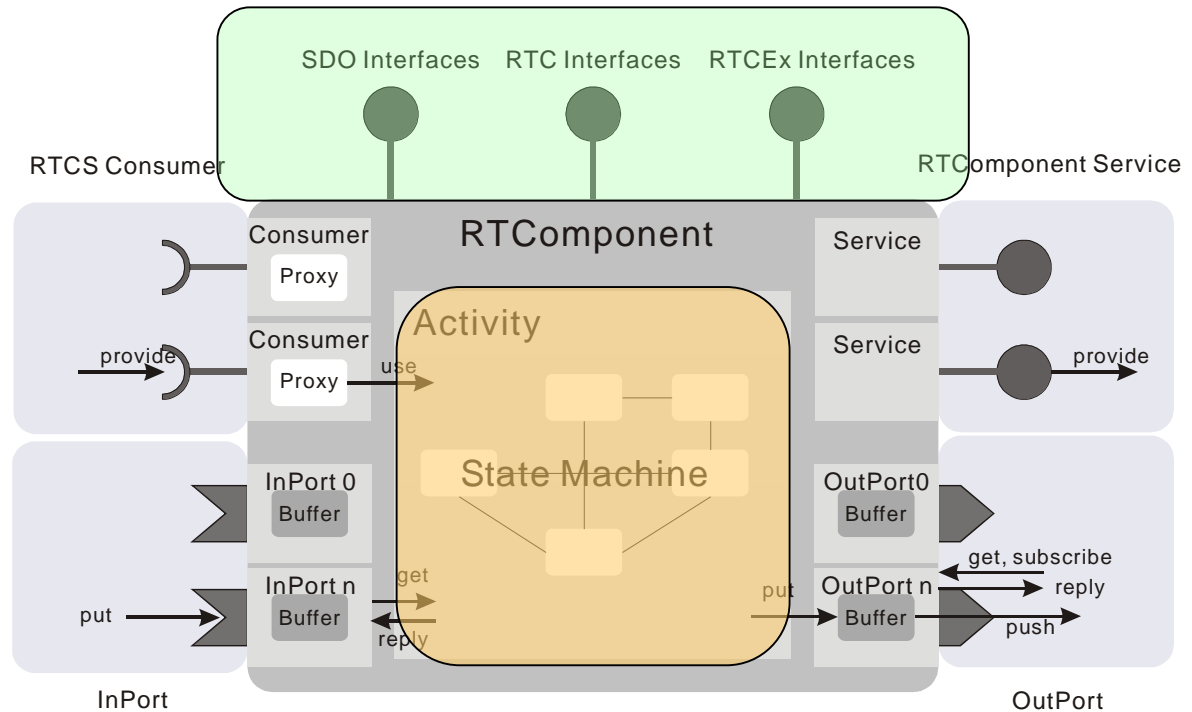 SDO Interfaces RTC Interfaces RTCEx Interfaces
RTCS Consumer
RTComponent Service
Consumer
Proxy
RTComponent
Service
Activity
Consumer
Proxy
provide
use
Service
provide
State Machine
InPort 0
Buffer
OutPort0
Buffer
get, subscribe
reply
InPort n
Buffer
put
get
reply
put
OutPort n
Buffer
push
InPort
OutPort